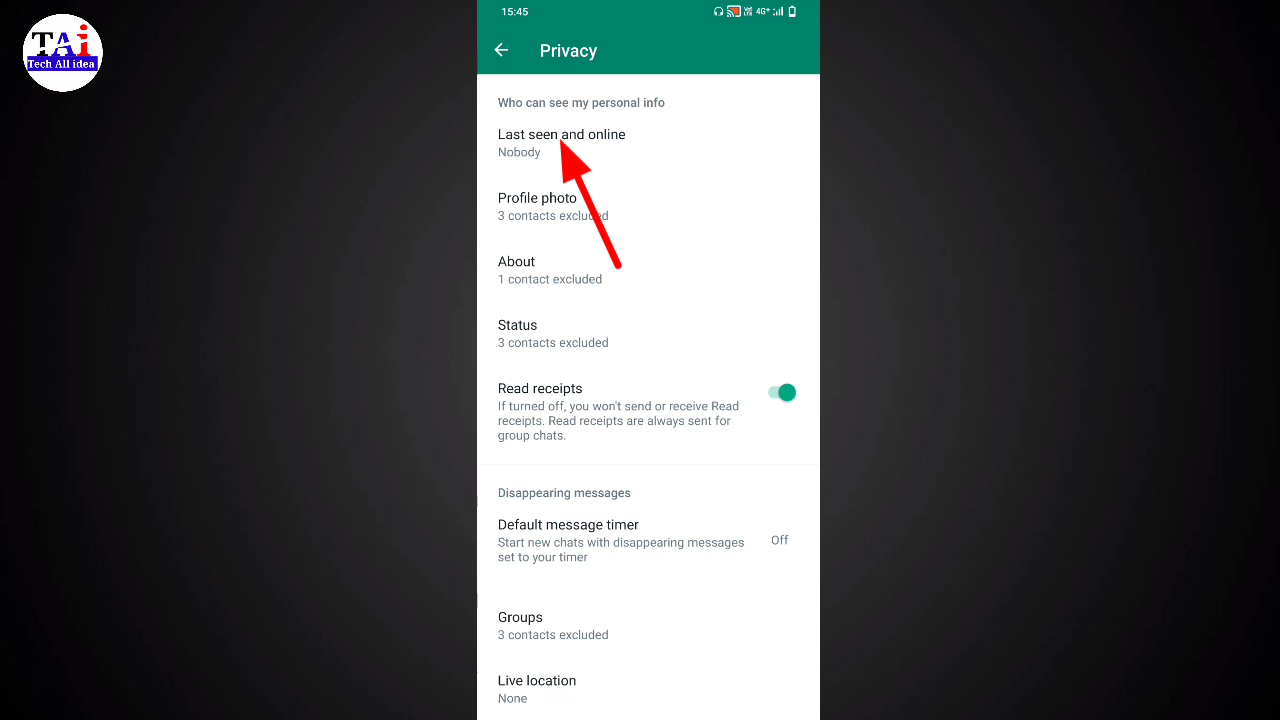 TAi
Tech All idea
15:45
4G+
Privacy
Who can see my personal info
Last seen and online
Nobody
Profile photo
3 contacts excluded
About
1 contact excluded
Status
3 contacts excluded
Read receipts
If turned off, you won't send or receive Read
receipts. Read receipts are always sent for
group chats.
Disappearing messages
Default message timer
Start new chats with disappearing messages
set to your timer
Off
Groups
3 contacts excluded
Live location
None